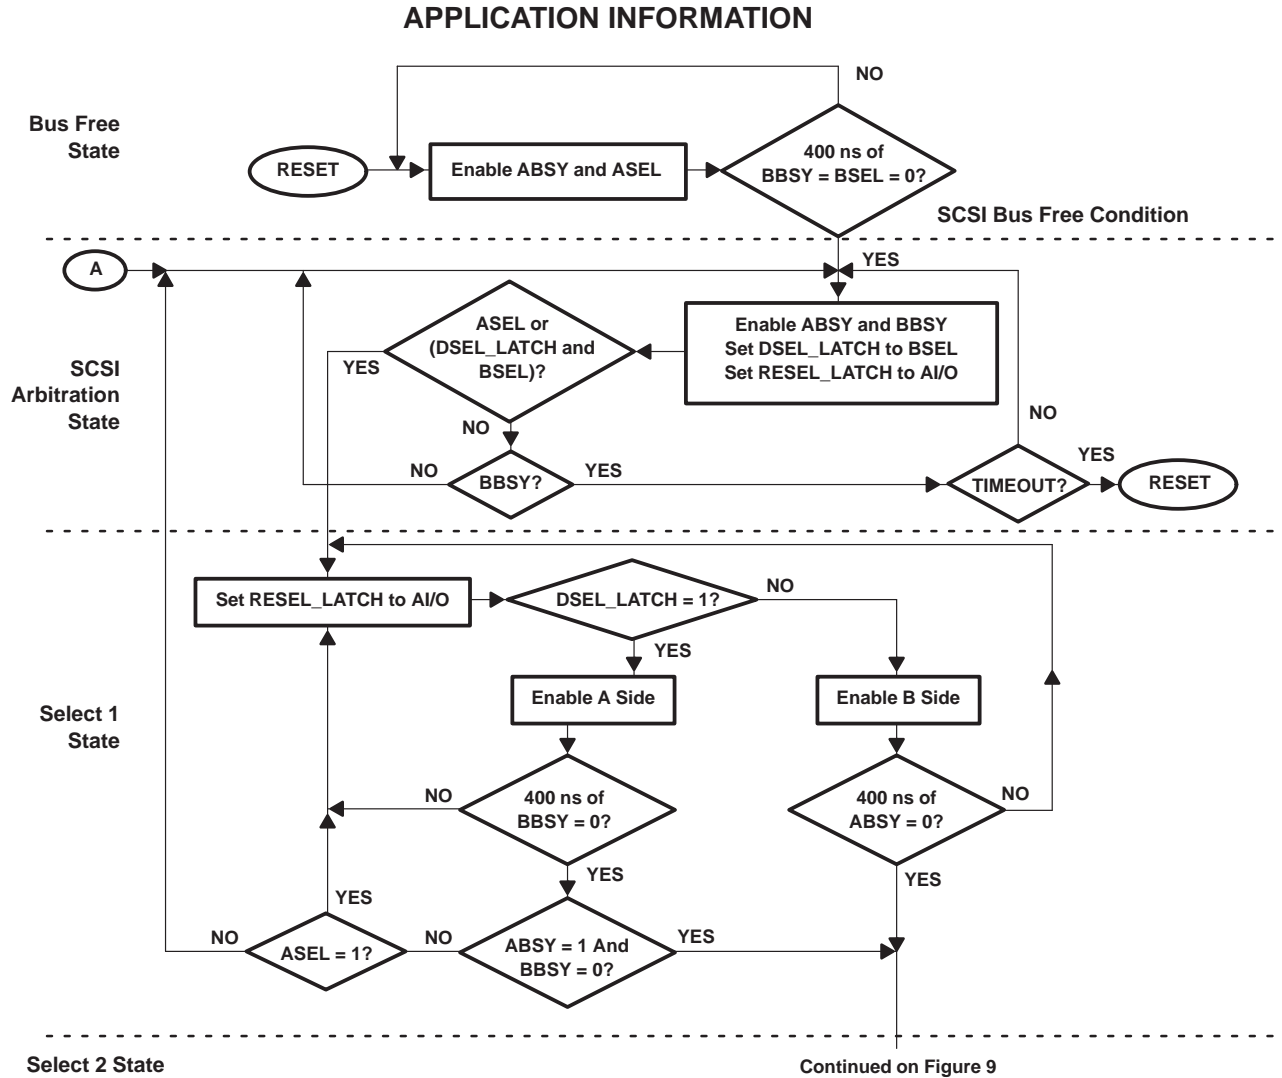 APPLICATION INFORMATION
NO
Bus Free
State
RESET
Enable ABSY and ASEL
400 ns of
BBSY = BSEL = 0?
SCSI Bus Free Condition
A
YES
ASEL or
(DSEL_LATCH and
BSEL)?
Enable ABSY and BBSY
Set DSEL_LATCH to BSEL
Set RESEL_LATCH to AI/O
YES
SCSI
Arbitration
State
NO
NO
NO
BBSY?
YES
TIMEOUT?
YES
RESET
Set RESEL_LATCH to AI/O
DSEL_LATCH = 1?
NO
YES
Enable A Side
Enable B Side
Select 1
State
NO
400 ns of
BBSY = 0?
400 ns of
ABSY = 0?
NO
YES
YES
YES
NO
ASEL = 1?
NO
ABSY = 1 And
BBSY = 0?
YES
Select 2 State
Continued on Figure 9